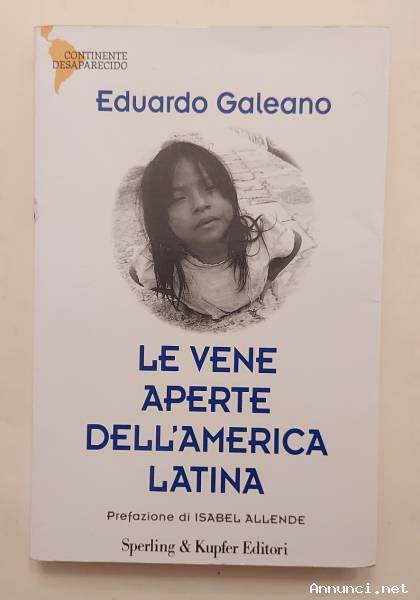 CONTINENTE
DESAPARECIDO
Eduardo Galeano
LE VENE
APERTE
DELL'AMERICA
LATINA
Prefazione di ISABEL ALLENDE
Sperling & Kupfer Editori
Annunci.net